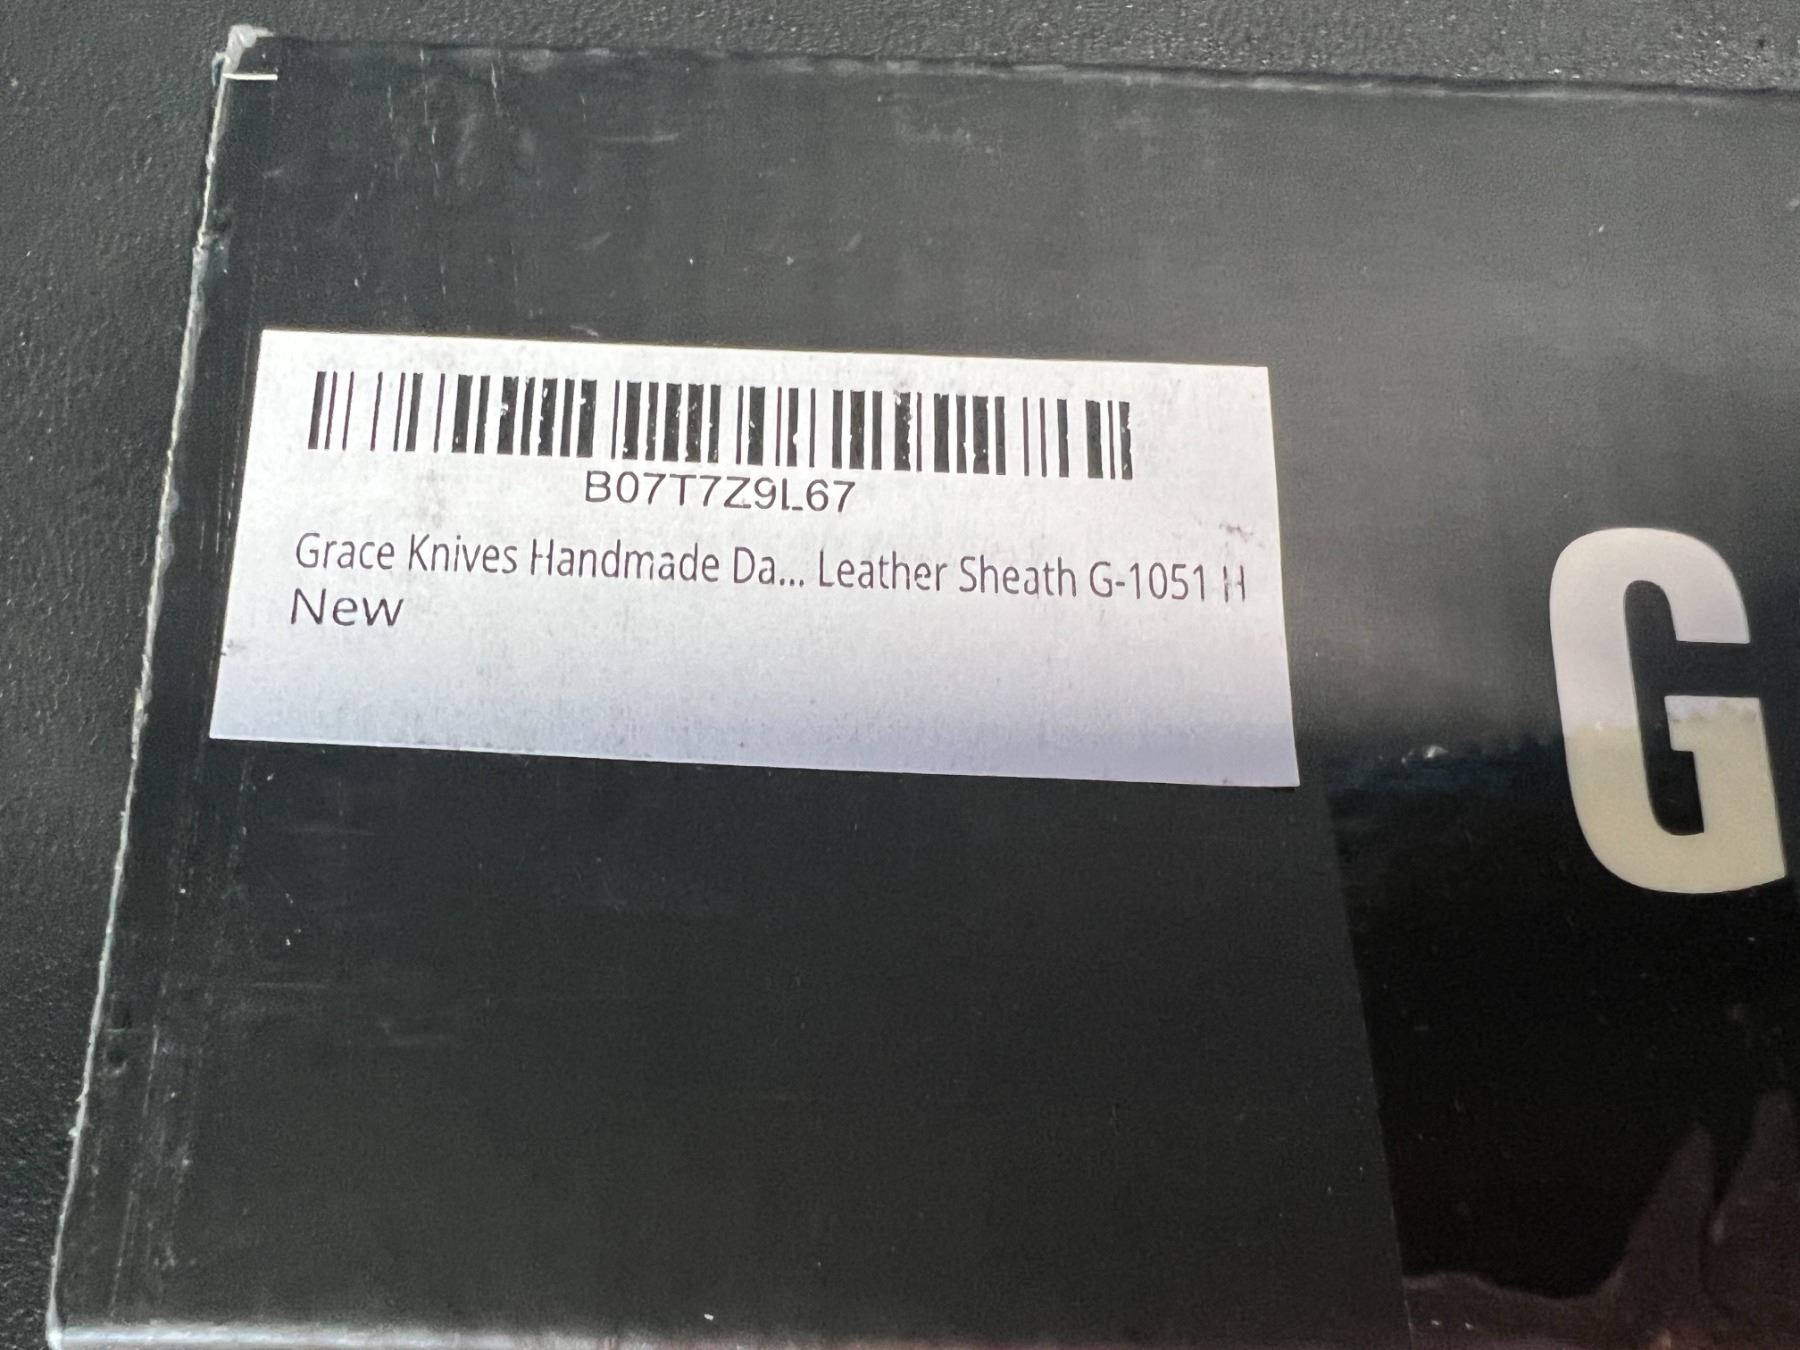 B07T7Z9L67
Grace Knives Handmade Da... Leather Sheath G-1051 H
New
G